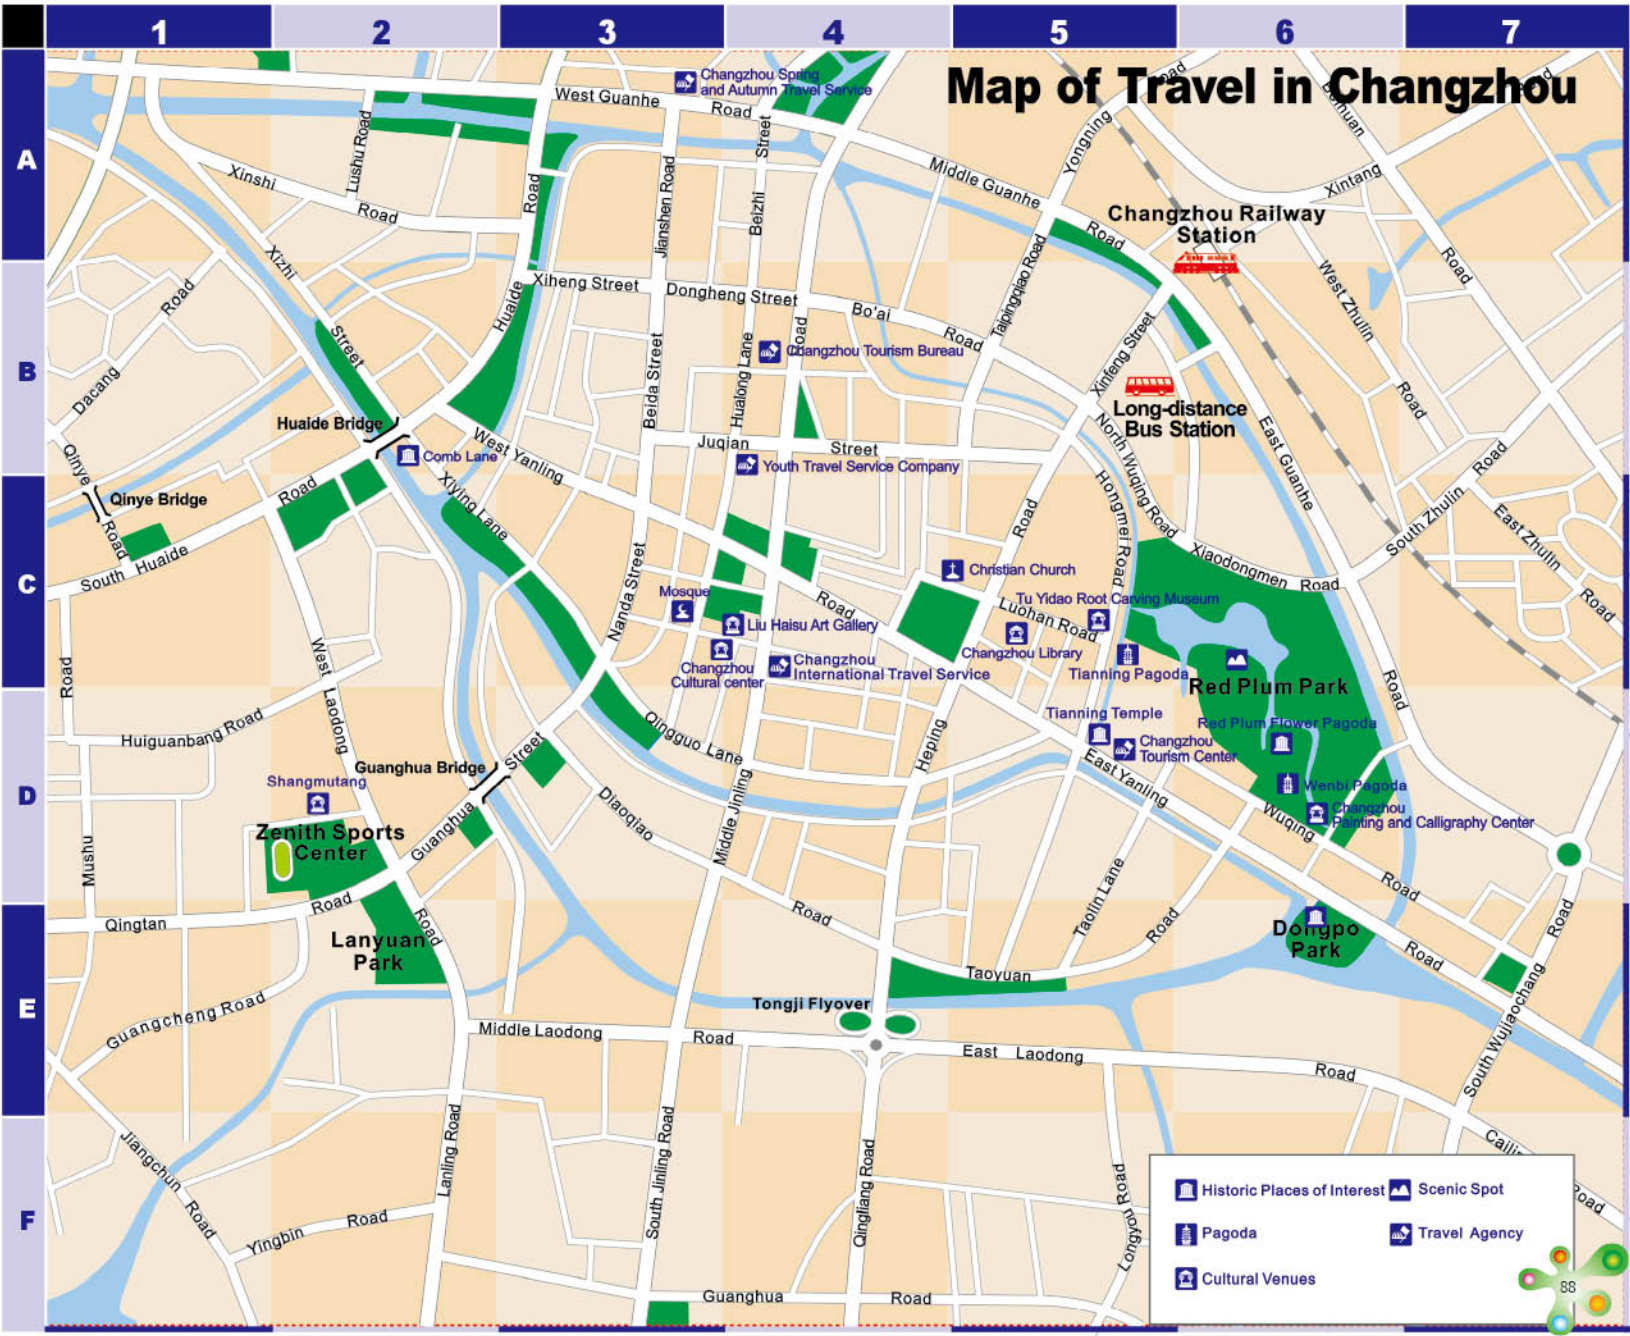 1 2 3 4 5 6 7
Map of Travel in Changzhou
A
B
C
D
E
F
Changzhou Spring
and Autumn Travel Service
West Guanhe
Road
Street
Lushu Road
Xinshi
Road
Road
Jianshen Road
Beizhi
Middle Guanhe
Road
Yongning
Road
Xintang
Road
Changzhou Railway
Station
Xizhi
Street
Xiheng Street
Dongheng Street
Bo'ai
Road
Taipingqiao Road
West Zhulin
Road
Road
Dacang
Huaide
Beida Street
Hualong Lane
Road
Changzhou Tourism Bureau
Xinfeng Street
Long-distance
Bus Station
Huaide Bridge
Comb Lane
West Yanling
Juqian
Street
Youth Travel Service Company
North Wuqing Road
East Guanhe
Road
Qinye
Road
Qinye Bridge
South Huaide
Road
Xiying Lane
Hongmei Road
Road
South Zhulin
Road
East Zhulin
Road
Xiaodongmen Road
Nanda Street
Mosque
Liu Haisu Art Gallery
Changzhou
Cultural center
Changzhou
International Travel Service
Road
Christian Church
Luohan Road
Tu Yidao Root Carving Museum
Changzhou Library
Tianning Pagoda
Red Plum Park
Road
West Laodong
Huiguanbang Road
Qingguo Lane
Heping
Tianning Temple
Changzhou
Tourism Center
Red Plum Flower Pagoda
Wenbi Pagoda
Changzhou
Painting and Calligraphy Center
Guanghua Bridge
Street
Shangmutang
Zenith Sports
Center
Guanghua
Diaoqiao
Middle Jinling
East Yanling
Wuqing
Road
Mushu
Qingtan
Road
Road
Lanyuan
Park
Road
Taolin Lane
Road
Dongpo
Park
Road
Road
Guangcheng Road
Taoyuan
Tongji Flyover
Middle Laodong
Road
East Laodong
Road
South Wujiaochang
Jiangchun
Road
Yingbin
Road
Lanling Road
South Jinling Road
Qingliang Road
Longyou Road
Road
Guanghua
Road
Historic Places of Interest
Scenic Spot
Pagoda
Travel Agency
Cultural Venues
88